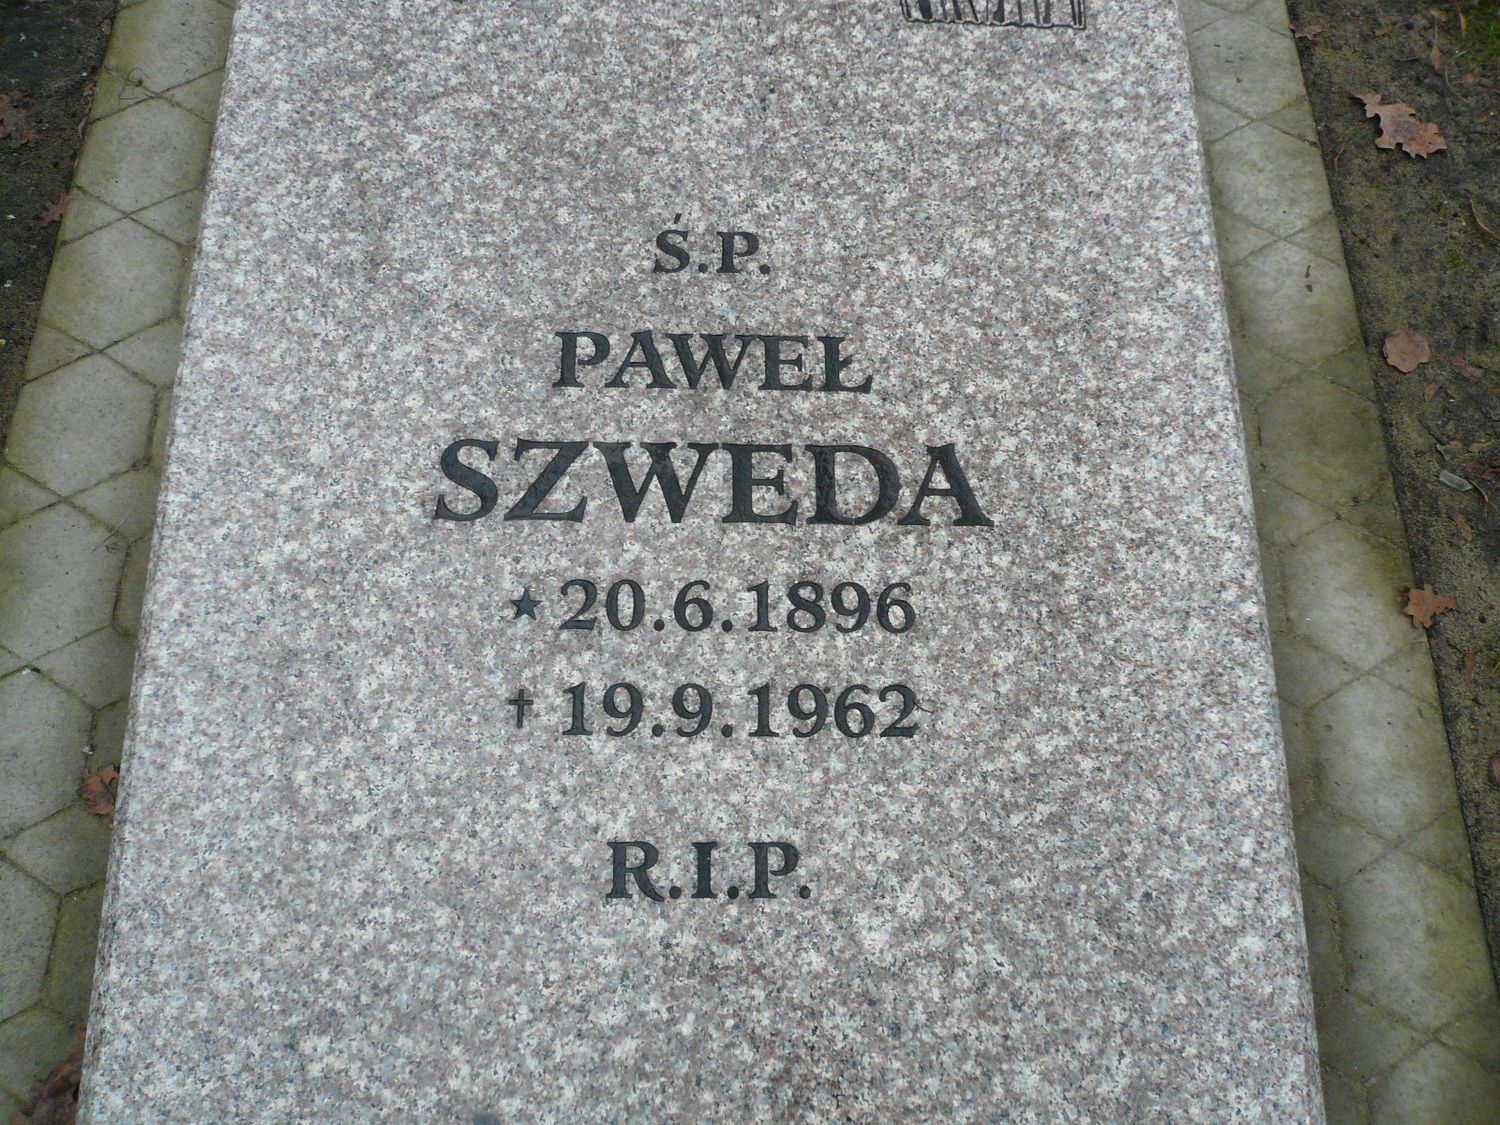 Ś.P.
PAWEŁ
SZWEDA
★ 20.6.1896
✝ 19.9.1962
R.I.P.